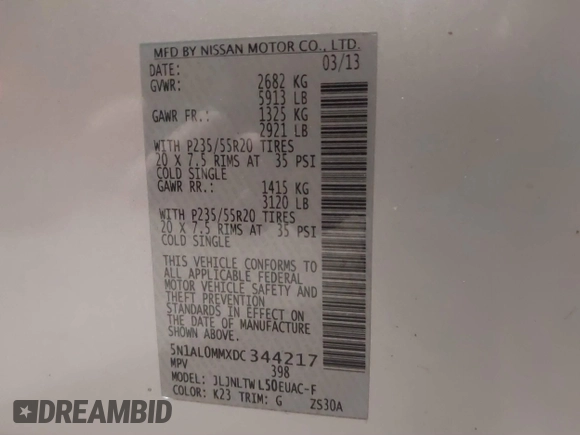 MFD BY NISSAN MOTOR CO., LTD.
DATE: 03/13
GVWR: 2682 KG
5913 LB
GAWR FR.: 1325 KG
2921 LB
WITH P235/55R20 TIRES
20 X 7.5 RIMS AT 35 PSI
COLD SINGLE
GAWR RR.: 1415 KG
3120 LB
WITH P235/55R20 TIRES
20 X 7.5 RIMS AT 35 PSI
COLD SINGLE
THIS VEHICLE CONFORMS TO
ALL APPLICABLE FEDERAL
MOTOR VEHICLE SAFETY AND
THEFT PREVENTION
STANDARDS IN EFFECT ON
THE DATE OF MANUFACTURE
SHOWN ABOVE.
5N1AL0MMXDC344217
MPV 398
MODEL: JLJNLTWL50EUAC-F
COLOR: K23 TRIM: G ZS30A
DREAMBID